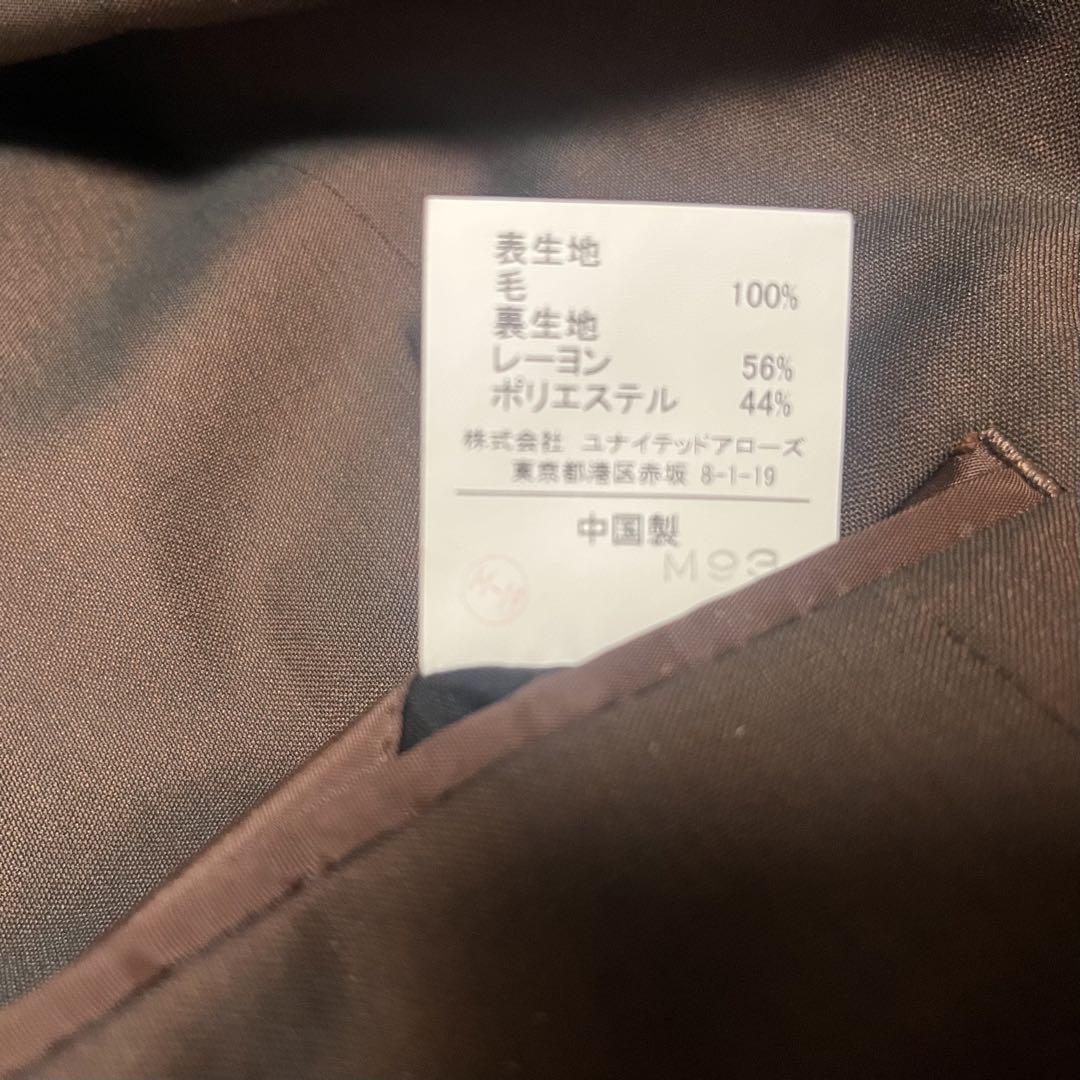 表生地
毛 100%
裏生地
レーヨン 56%
ポリエステル 44%
株式会社 ユナイテッドアローズ
東京都港区赤坂 8-1-19
中国製
M93